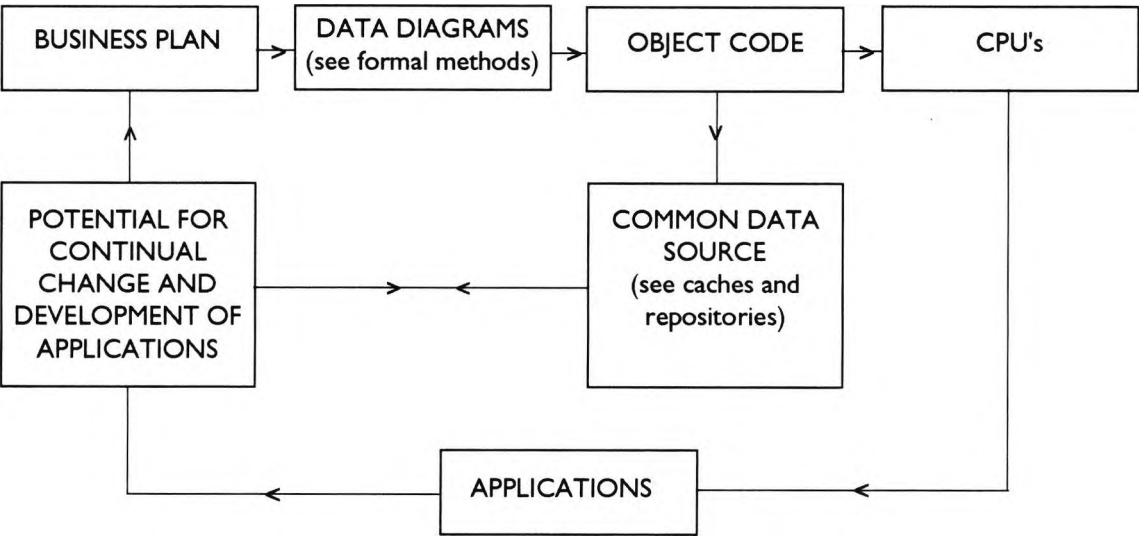 BUSINESS PLAN
DATA DIAGRAMS
(see formal methods)
OBJECT CODE
CPU's
POTENTIAL FOR
CONTINUAL
CHANGE AND
DEVELOPMENT OF
APPLICATIONS
COMMON DATA
SOURCE
(see caches and
repositories)
APPLICATIONS